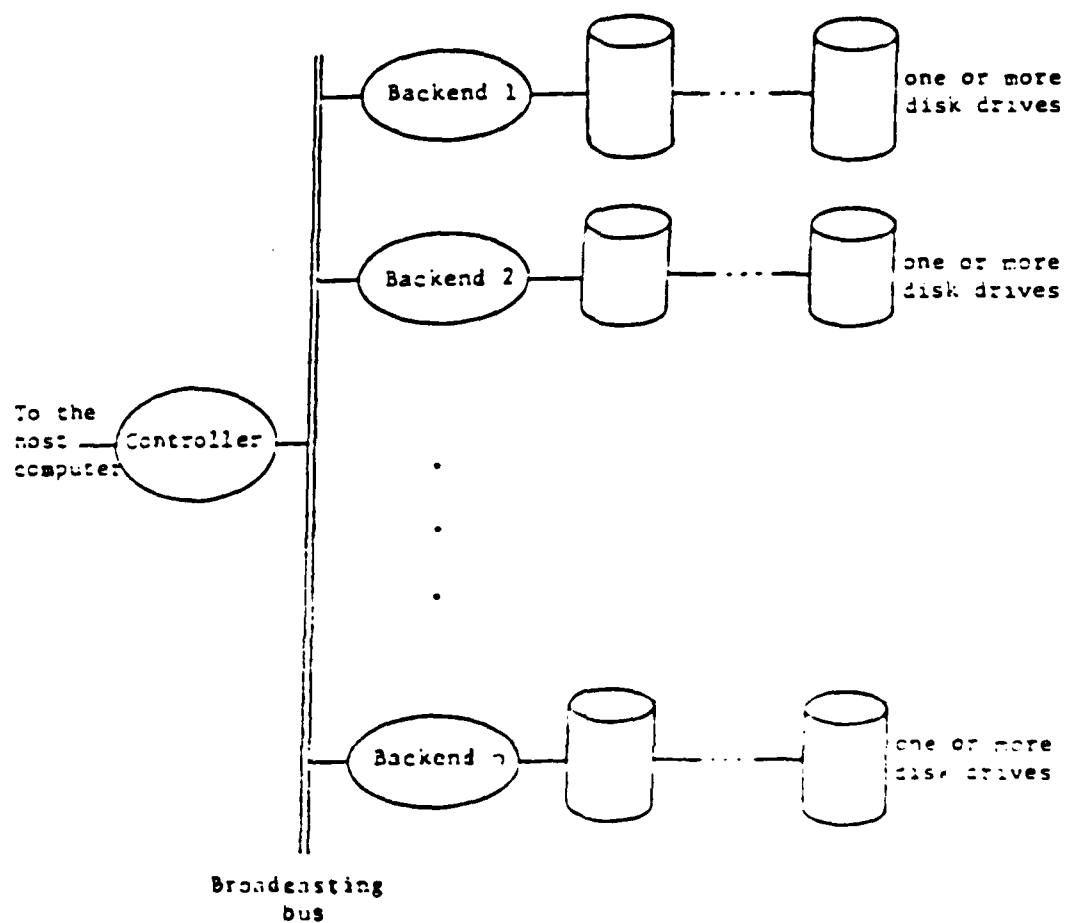 Backend 1
one or more
disk drives
Backend 2
one or more
disk drives
To the
host
computer
Controller
Backend n
one or more
disk drives
Broadcasting
bus